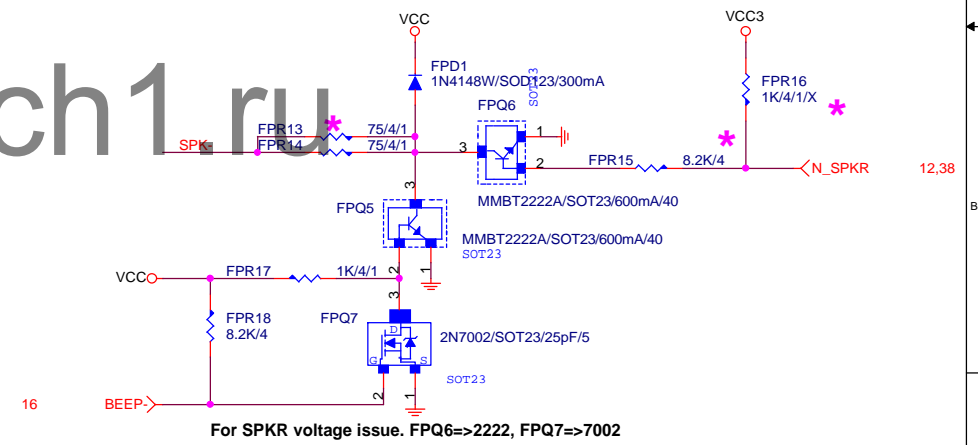 VCC
VCC3
FPD1
1N4148W/SOD123/300mA
SOT23
FPR16
1K/4/1/X
*
ch1.ru
FPQ6
FPR13
*
75/4/1
1
*
SPK-
FPR14
75/4/1
3
2
FPR15
8.2K/4
N_SPKR
12,38
3
MMBT2222A/SOT23/600mA/40
FPQ5
MMBT2222A/SOT23/600mA/40
SOT23
B
2
1
VCC
FPR17
1K/4/1
3
FPR18
8.2K/4
FPQ7
D
G
S
2N7002/SOT23/25pF/5
SOT23
16
BEEP-
2
1
For SPKR voltage issue. FPQ6=>2222, FPQ7=>7002